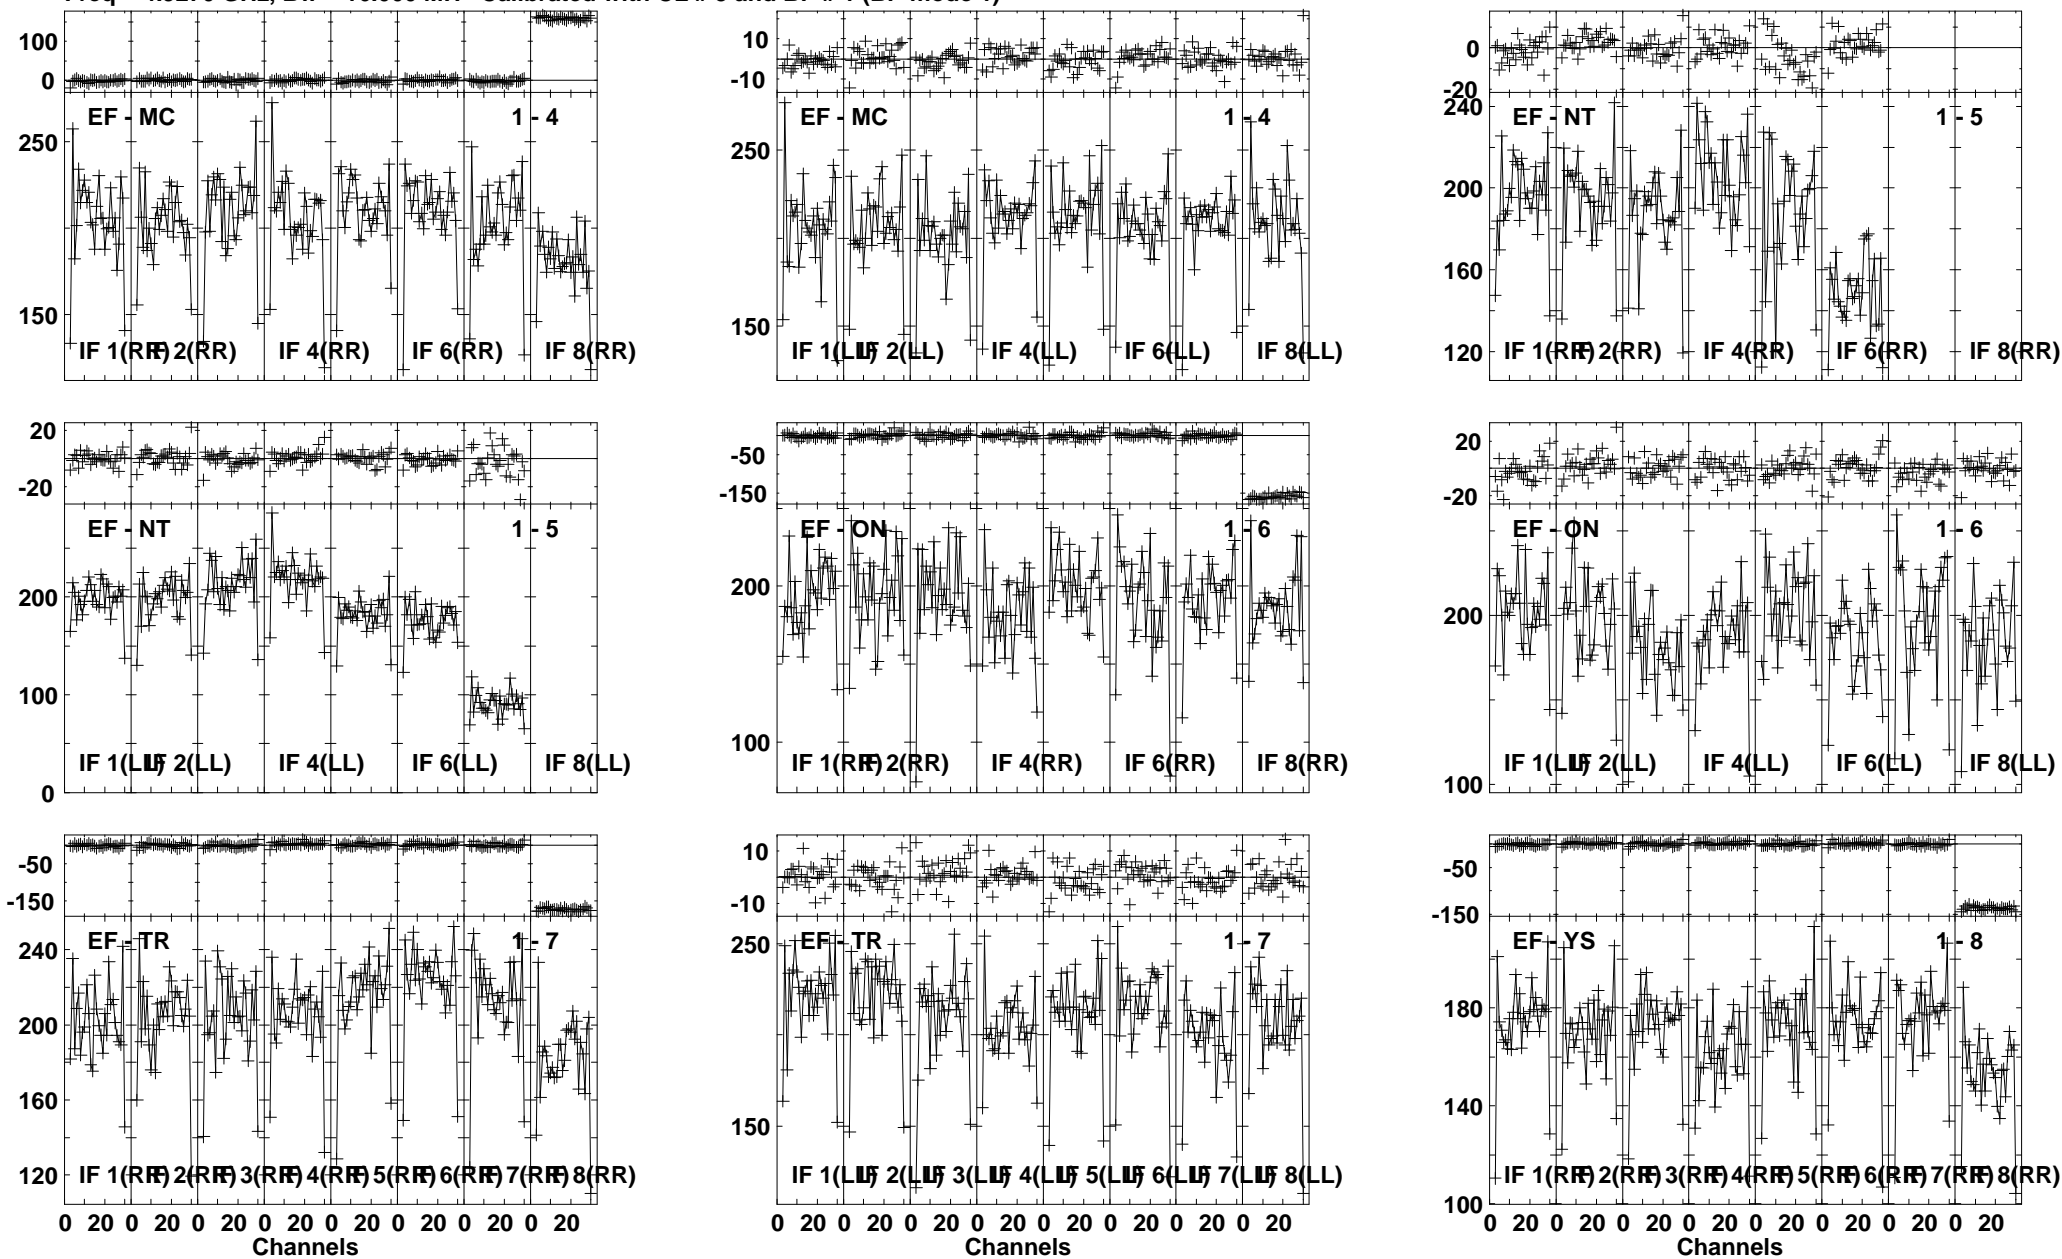 100
0
EF - MC 1 - 4
250
150
IF 1(RR) IF 2(RR) IF 4(RR) IF 6(RR) IF 8(RR)
10
-10
EF - MC 1 - 4
250
150
IF 1(LL) IF 2(LL) IF 4(LL) IF 6(LL) IF 8(LL)
0
-20
EF - NT 1 - 5
240
200
160
120
IF 1(RR) IF 2(RR) IF 4(RR) IF 6(RR) IF 8(RR)
20
-20
EF - NT 1 - 5
200
100
0
IF 1(LL) IF 2(LL) IF 4(LL) IF 6(LL) IF 8(LL)
-50
-150
EF - ON 1 - 6
200
100
IF 1(RR) IF 2(RR) IF 4(RR) IF 6(RR) IF 8(RR)
20
-20
EF - ON 1 - 6
200
100
IF 1(LL) IF 2(LL) IF 4(LL) IF 6(LL) IF 8(LL)
-50
-150
EF - TR 1 - 7
240
200
160
120
IF 1(RR) IF 2(RR) IF 3(RR) IF 4(RR) IF 5(RR) IF 6(RR) IF 7(RR) IF 8(RR)
0 20 0 20 0 20 0 20 0 20 0 20 0 20 0 20
Channels
10
-10
EF - TR 1 - 7
250
150
IF 1(LL) IF 2(LL) IF 3(LL) IF 4(LL) IF 5(LL) IF 6(LL) IF 7(LL) IF 8(LL)
0 20 0 20 0 20 0 20 0 20 0 20 0 20 0 20
Channels
-50
-150
EF - YS 1 - 8
180
140
100
IF 1(RR) IF 2(RR) IF 3(RR) IF 4(RR) IF 5(RR) IF 6(RR) IF 7(RR) IF 8(RR)
0 20 0 20 0 20 0 20 0 20 0 20 0 20 0 20
Channels